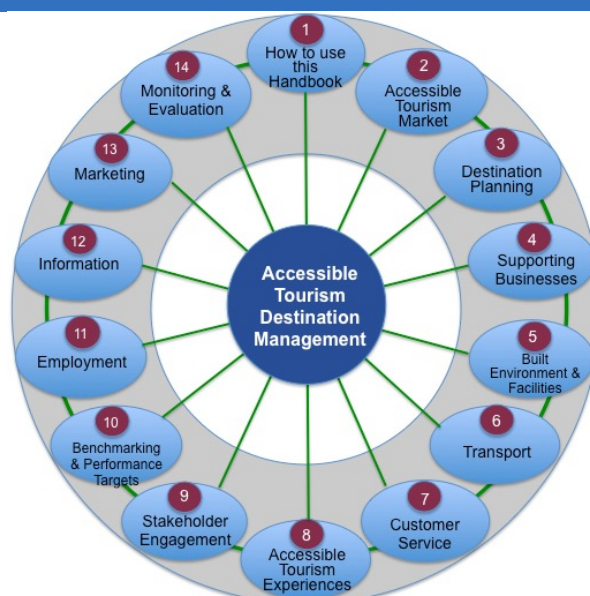 1
How to use
this
Handbook
2
Accessible
Tourism
Market
3
Destination
Planning
4
Supporting
Businesses
5
Built
Environment &
Facilities
6
Transport
7
Customer
Service
8
Accessible
Tourism
Experiences
9
Stakeholder
Engagement
10
Benchmarking
& Performance
Targets
11
Employment
12
Information
13
Marketing
14
Monitoring &
Evaluation
Accessible
Tourism
Destination
Management